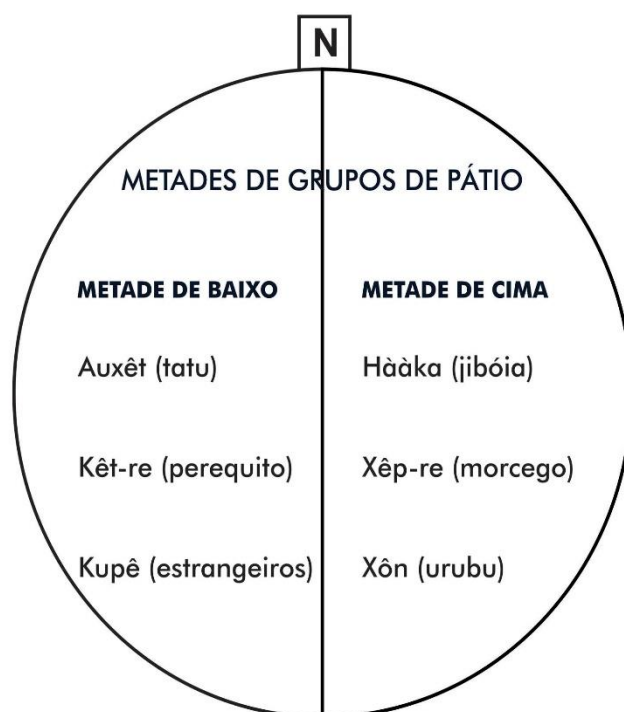 N
METADES DE GRUPOS DE PÁTIO
METADE DE BAIXO
METADE DE CIMA
Auxêt (tatu)
Hààka (jibóia)
Kêt-re (perequito)
Xêp-re (morcego)
Kupê (estrangeiros)
Xôn (urubu)